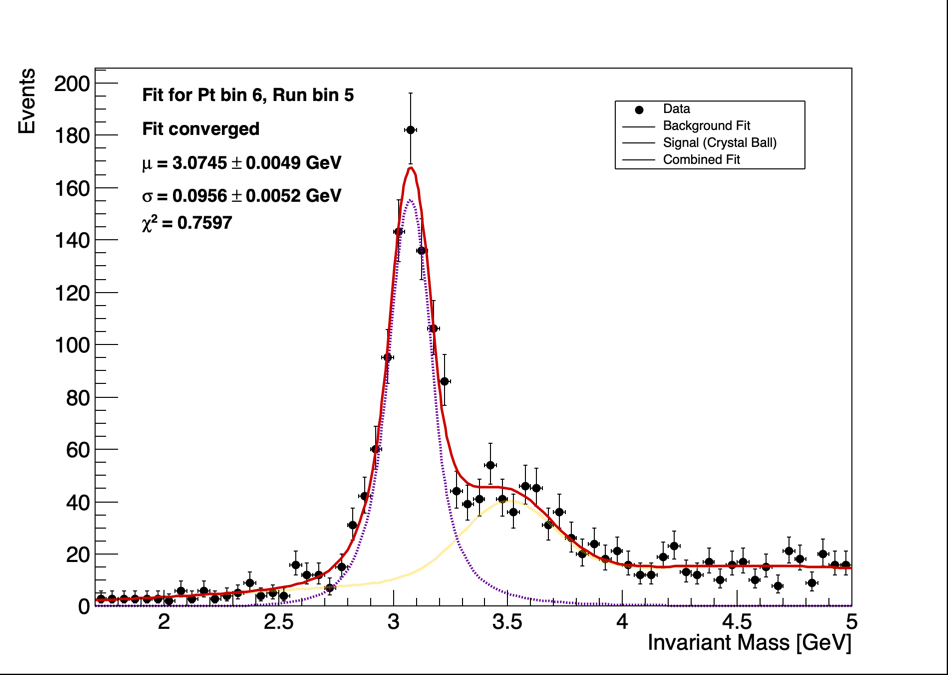 Events
200
180
160
140
120
100
80
60
40
20
0
Fit for Pt bin 6, Run bin 5
Fit converged
μ = 3.0745 ± 0.0049 GeV
σ = 0.0956 ± 0.0052 GeV
χ² = 0.7597
Data
Background Fit
Signal (Crystal Ball)
Combined Fit
2 2.5 3 3.5 4 4.5 5
Invariant Mass [GeV]